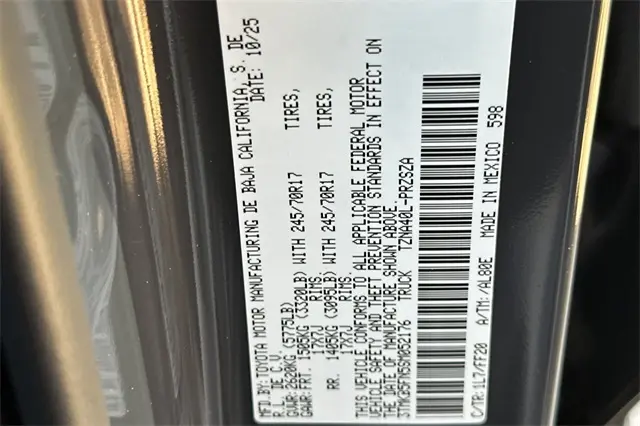 MFD.BY:TOYOTA MOTOR MANUFACTURING DE BAJA CALIFORNIA, S. DE
R. L. DE C.V. DATE: 10/25
GVWR:2620KG (5775LB)
GAWR:FRT. 1505KG (3320LB) WITH 245/70R17 TIRES,
17X7J RIMS.
RR. 1405KG (3095LB) WITH 245/70R17 TIRES,
17X7J RIMS.
THIS VEHICLE CONFORMS TO ALL APPLICABLE FEDERAL MOTOR
VEHICLE SAFETY AND THEFT PREVENTION STANDARDS IN EFFECT ON
THE DATE OF MANUFACTURE SHOWN ABOVE.
TRUCK TZNA40L-PRZSZA
C/TR:1L7/FF20 A/TM:/AL80E MADE IN MEXICO 598